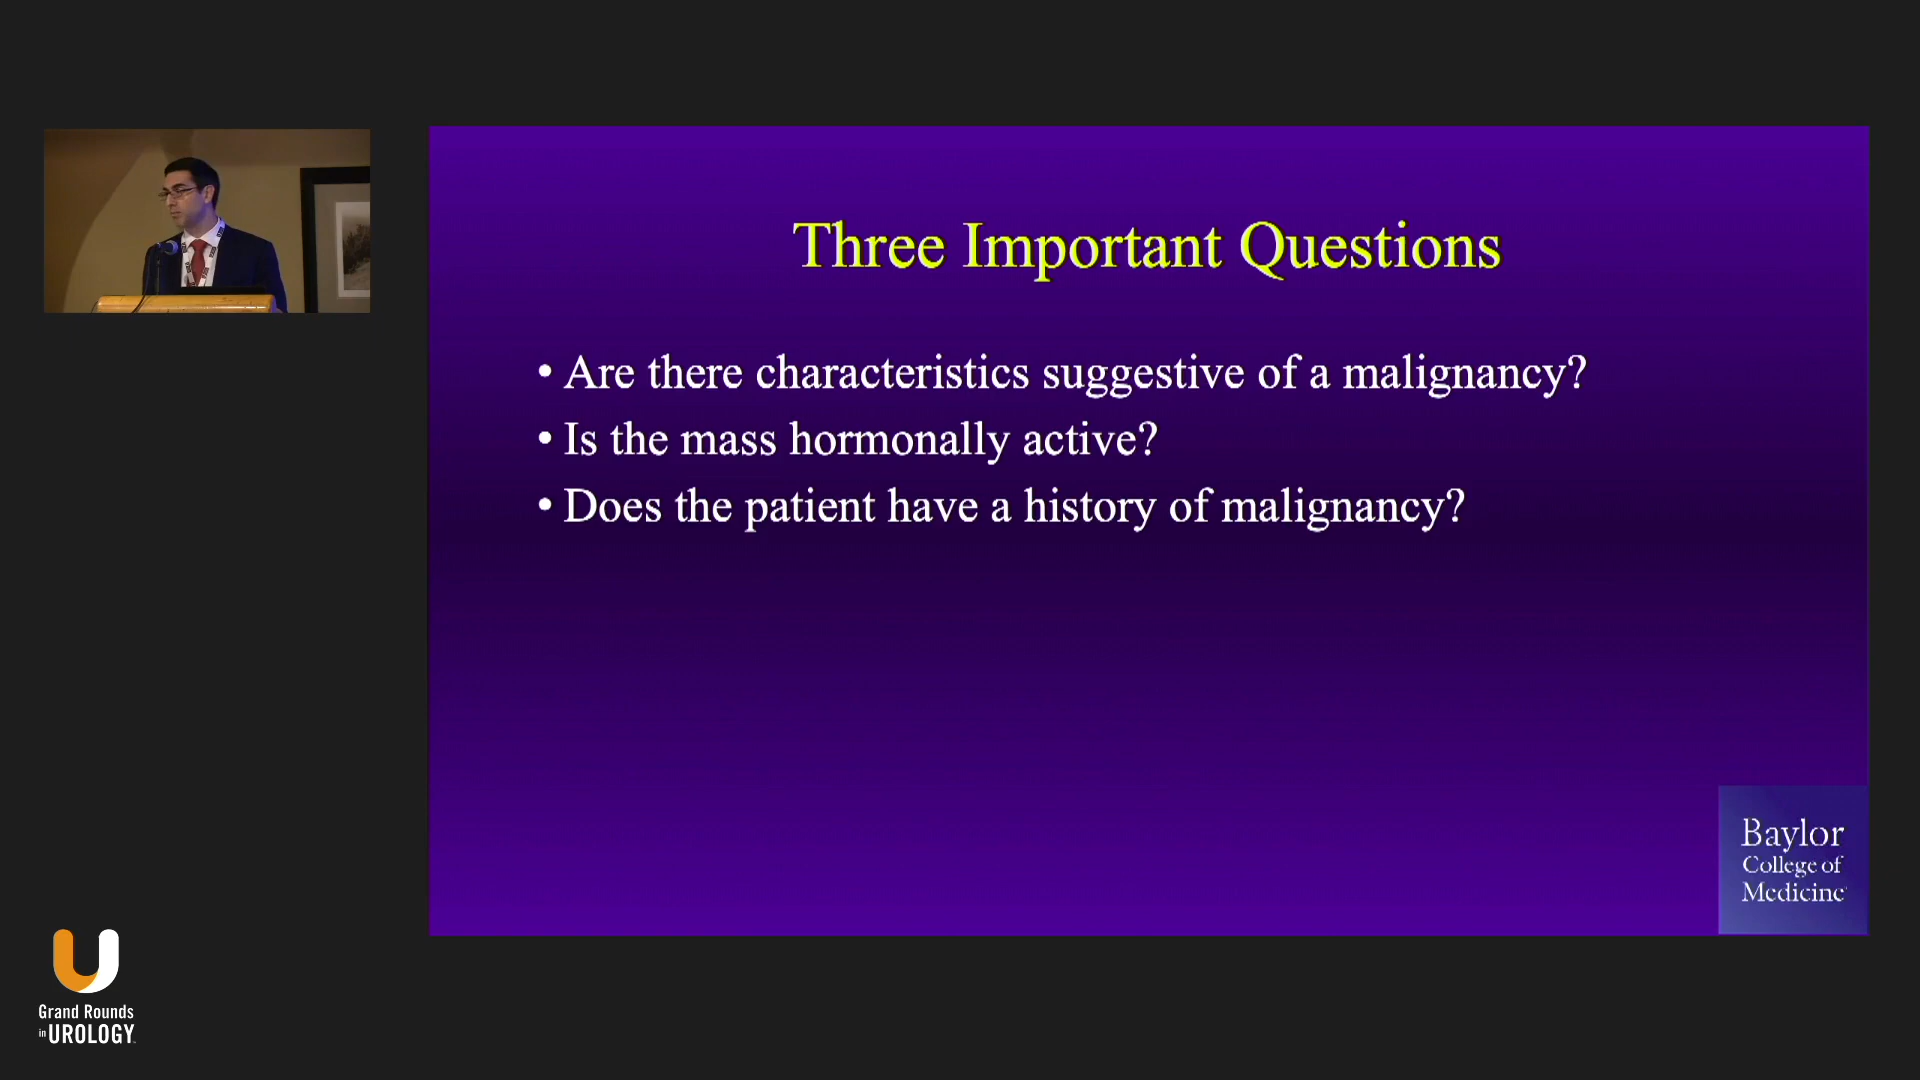 Three Important Questions
• Are there characteristics suggestive of a malignancy?
• Is the mass hormonally active?
• Does the patient have a history of malignancy?
Baylor
College of
Medicine
Grand Rounds
in UROLOGY